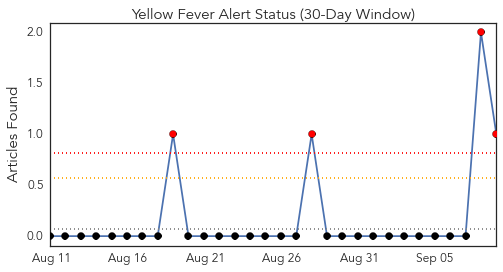 Yellow Fever Alert Status (30-Day Window)
Articles Found
2.0
1.5
1.0
0.5
0.0
Aug 11 Aug 16 Aug 21 Aug 26 Aug 31 Sep 05